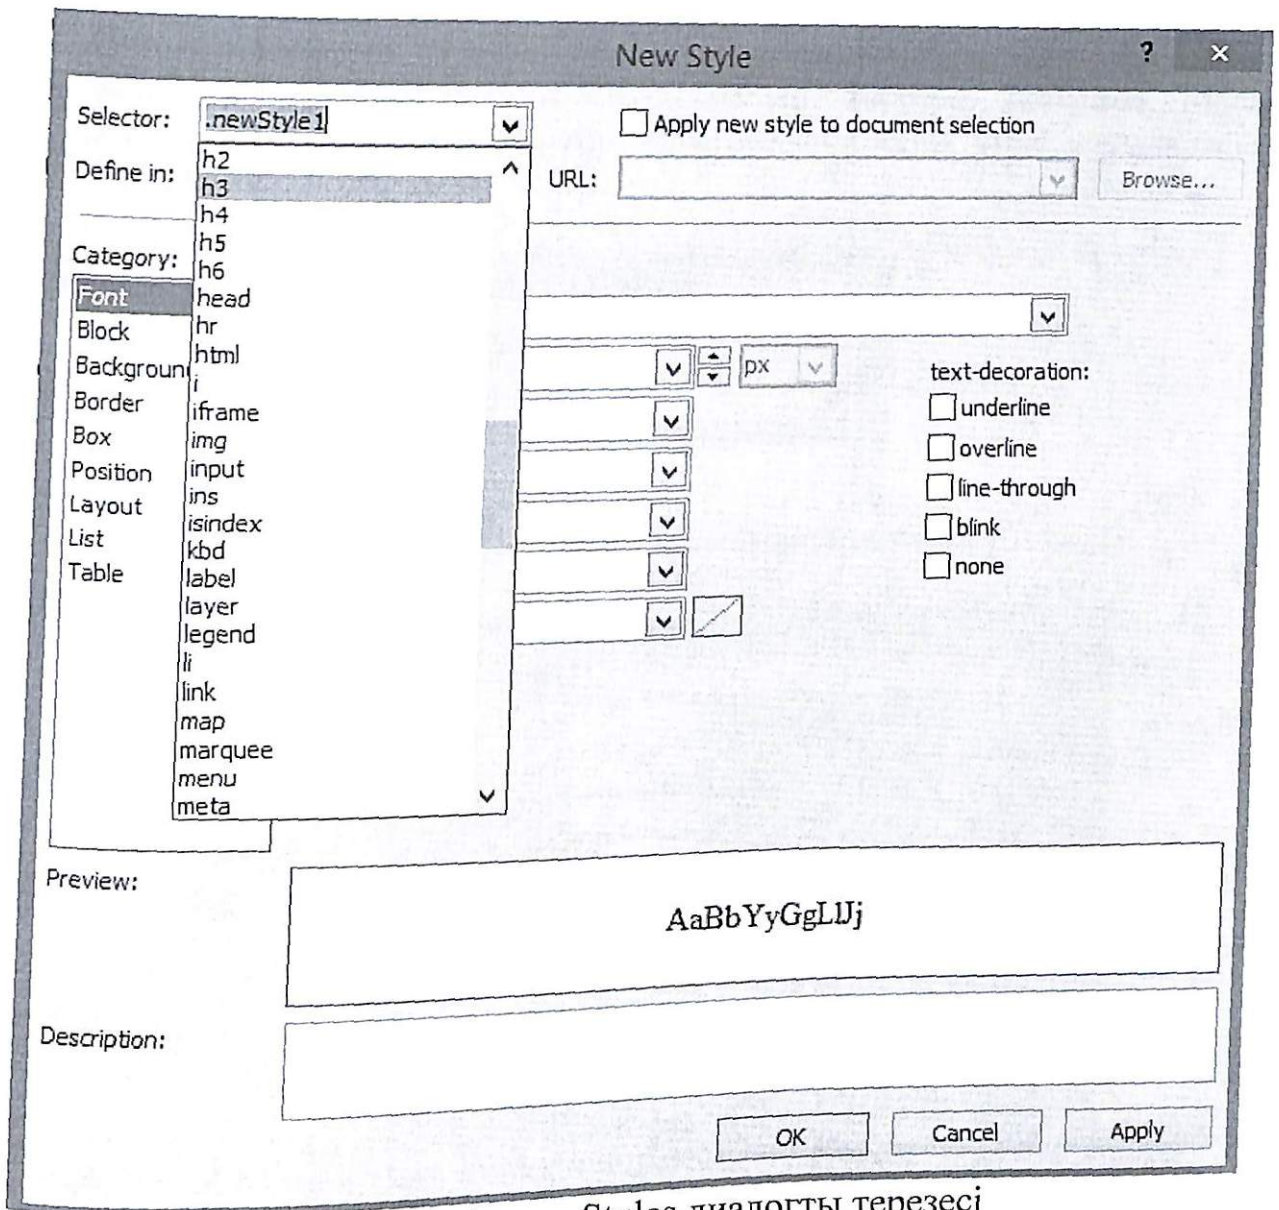 New Style
?
×
Selector:
.newStyle1
Apply new style to document selection
Define in:
URL:
Browse...
h2
h3
h4
h5
h6
head
hr
html
i
iframe
img
input
ins
isindex
kbd
label
layer
legend
li
link
map
marquee
menu
meta
Category:
Font
Block
Backgroun
Border
Box
Position
Layout
List
Table
px
text-decoration:
underline
overline
line-through
blink
none
Preview:
AaBbYyGgLlJj
Description:
OK
Cancel
Apply
Styles диалогты терезесі